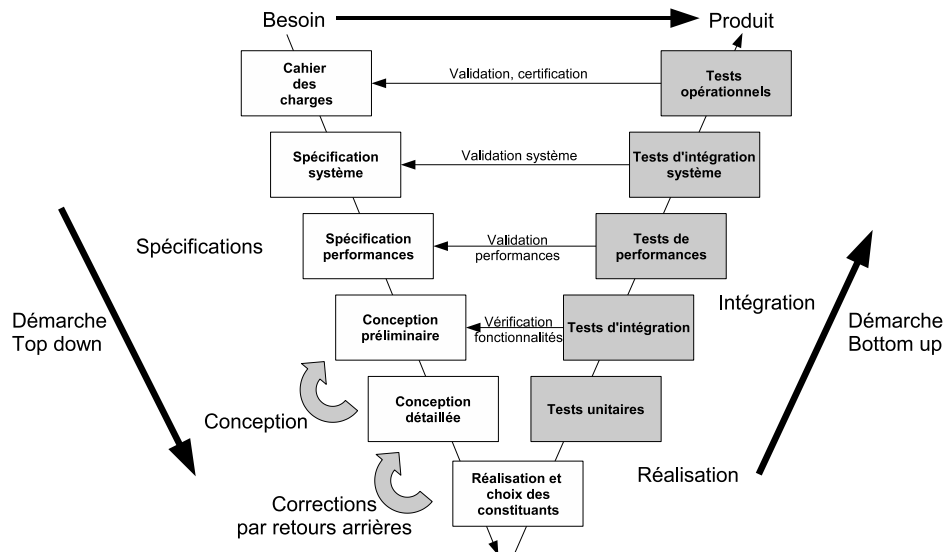 Besoin
Produit
Cahier
des
charges
Validation, certification
Tests
opérationnels
Spécification
système
Validation système
Tests d'intégration
système
Spécifications
Spécification
performances
Validation
performances
Tests de
performances
Démarche
Top down
Conception
préliminaire
Vérification
fonctionnalités
Tests d'intégration
Intégration
Démarche
Bottom up
Conception
Conception
détaillée
Tests unitaires
Corrections
par retours arrières
Réalisation et
choix des
constituants
Réalisation